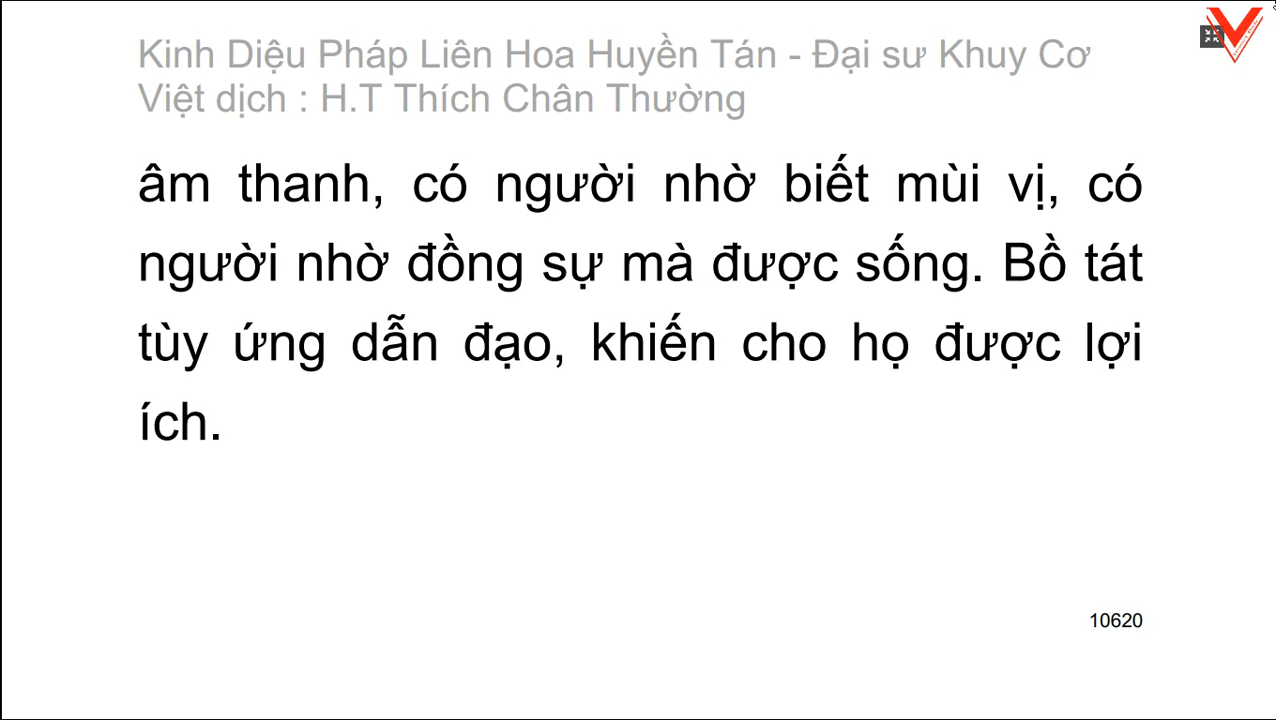 Kinh Diệu Pháp Liên Hoa Huyền Tán - Đại sư Khuy Cơ
Việt dịch : H.T Thích Chân Thường
âm thanh, có người nhờ biết mùi vị, có
người nhờ đồng sự mà được sống. Bồ tát
tùy ứng dẫn đạo, khiến cho họ được lợi
ích.
10620